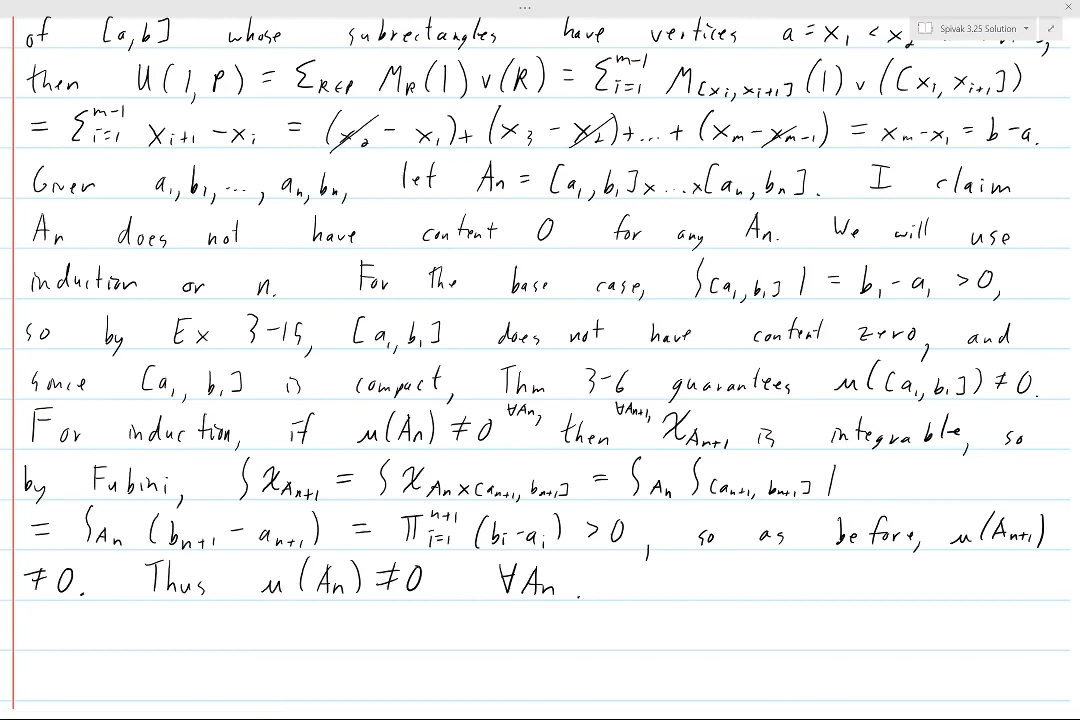 Spivak 3.25 Solution
of [a,b] whose subrectangles have vertices a = x₁ < x₂
then U(1,P) = Σ_{R∈P} M_R(1) v(R) = Σ_{i=1}^{m-1} M_{[x_i, x_{i+1}]}(1) v([x_i, x_{i+1}])
= Σ_{i=1}^{m-1} x_{i+1} - x_i = (x₂ - x₁) + (x₃ - x₂) + ... + (x_m - x_{m-1}) = x_m - x₁ = b-a.
Given a₁, b₁, ..., a_n, b_n, let A_n = [a₁, b₁] x ... x [a_n, b_n]. I claim
A_n does not have content 0 for any A_n. We will use
induction or n. For the base case, ∫_{[a₁, b₁]} 1 = b₁ - a₁ > 0,
so by Ex 3-15, [a₁, b₁] does not have content zero, and
since [a₁, b₁] is compact, Thm 3-6 guarantees μ([a₁, b₁]) ≠ 0.
For induction, if μ(A_n) ≠ 0 ∀A_n, then ∀A_{n+1}, χ_{A_{n+1}} is integrable, so
by Fubini, ∫ χ_{A_{n+1}} = ∫ χ_{A_n x [a_{n+1}, b_{n+1}]} = ∫_{A_n} ∫_{[a_{n+1}, b_{n+1}]} 1
= ∫_{A_n} (b_{n+1} - a_{n+1}) = Π_{i=1}^{n+1} (b_i - a_i) > 0, so as before, μ(A_{n+1})
≠ 0. Thus μ(A_n) ≠ 0 ∀A_n.